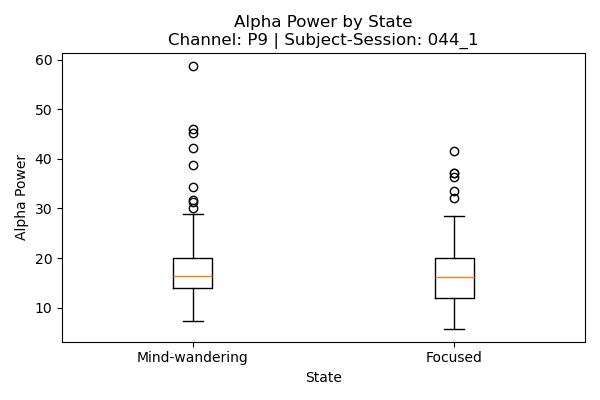 Alpha Power by State
Channel: P9 | Subject-Session: 044_1
60
50
40
30
20
10
Alpha Power
Mind-wandering
Focused
State